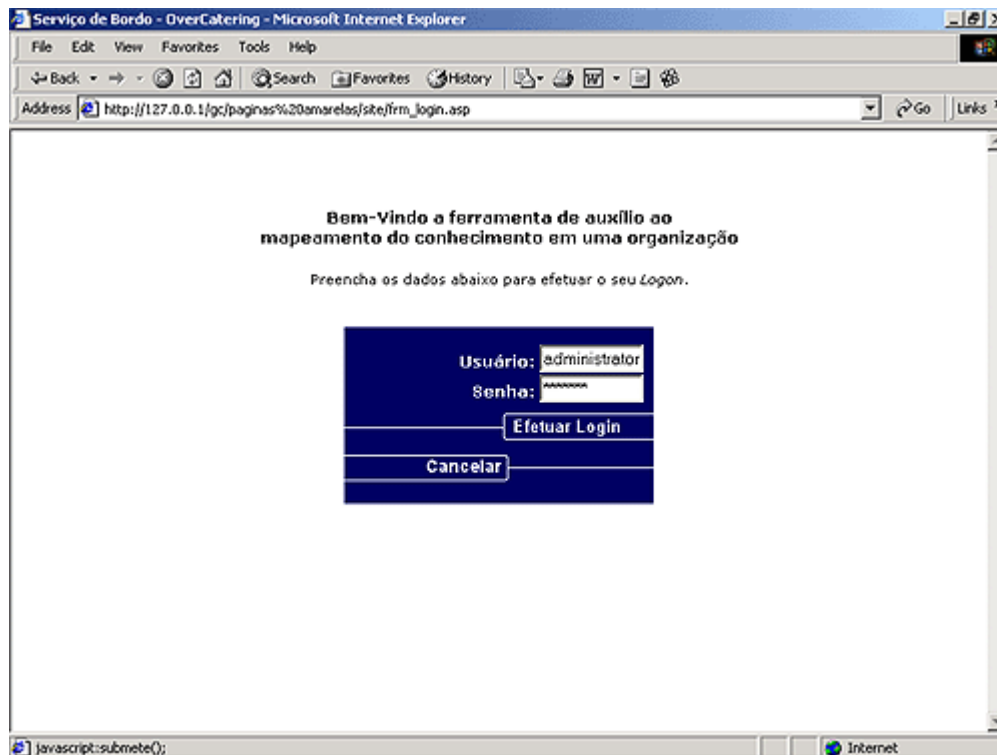 Serviço de Bordo - OverCatering - Microsoft Internet Explorer
File Edit View Favorites Tools Help
Back Search Favorites History
Address http://127.0.0.1/gc/paginas%20amarelas/site/frm_login.asp Go Links
Bem-Vindo a ferramenta de auxílio ao
mapeamento do conhecimento em uma organização
Preencha os dados abaixo para efetuar o seu Logon.
Usuário: administrator
Senha: *******
Efetuar Login
Cancelar
javascript:submete(); Internet